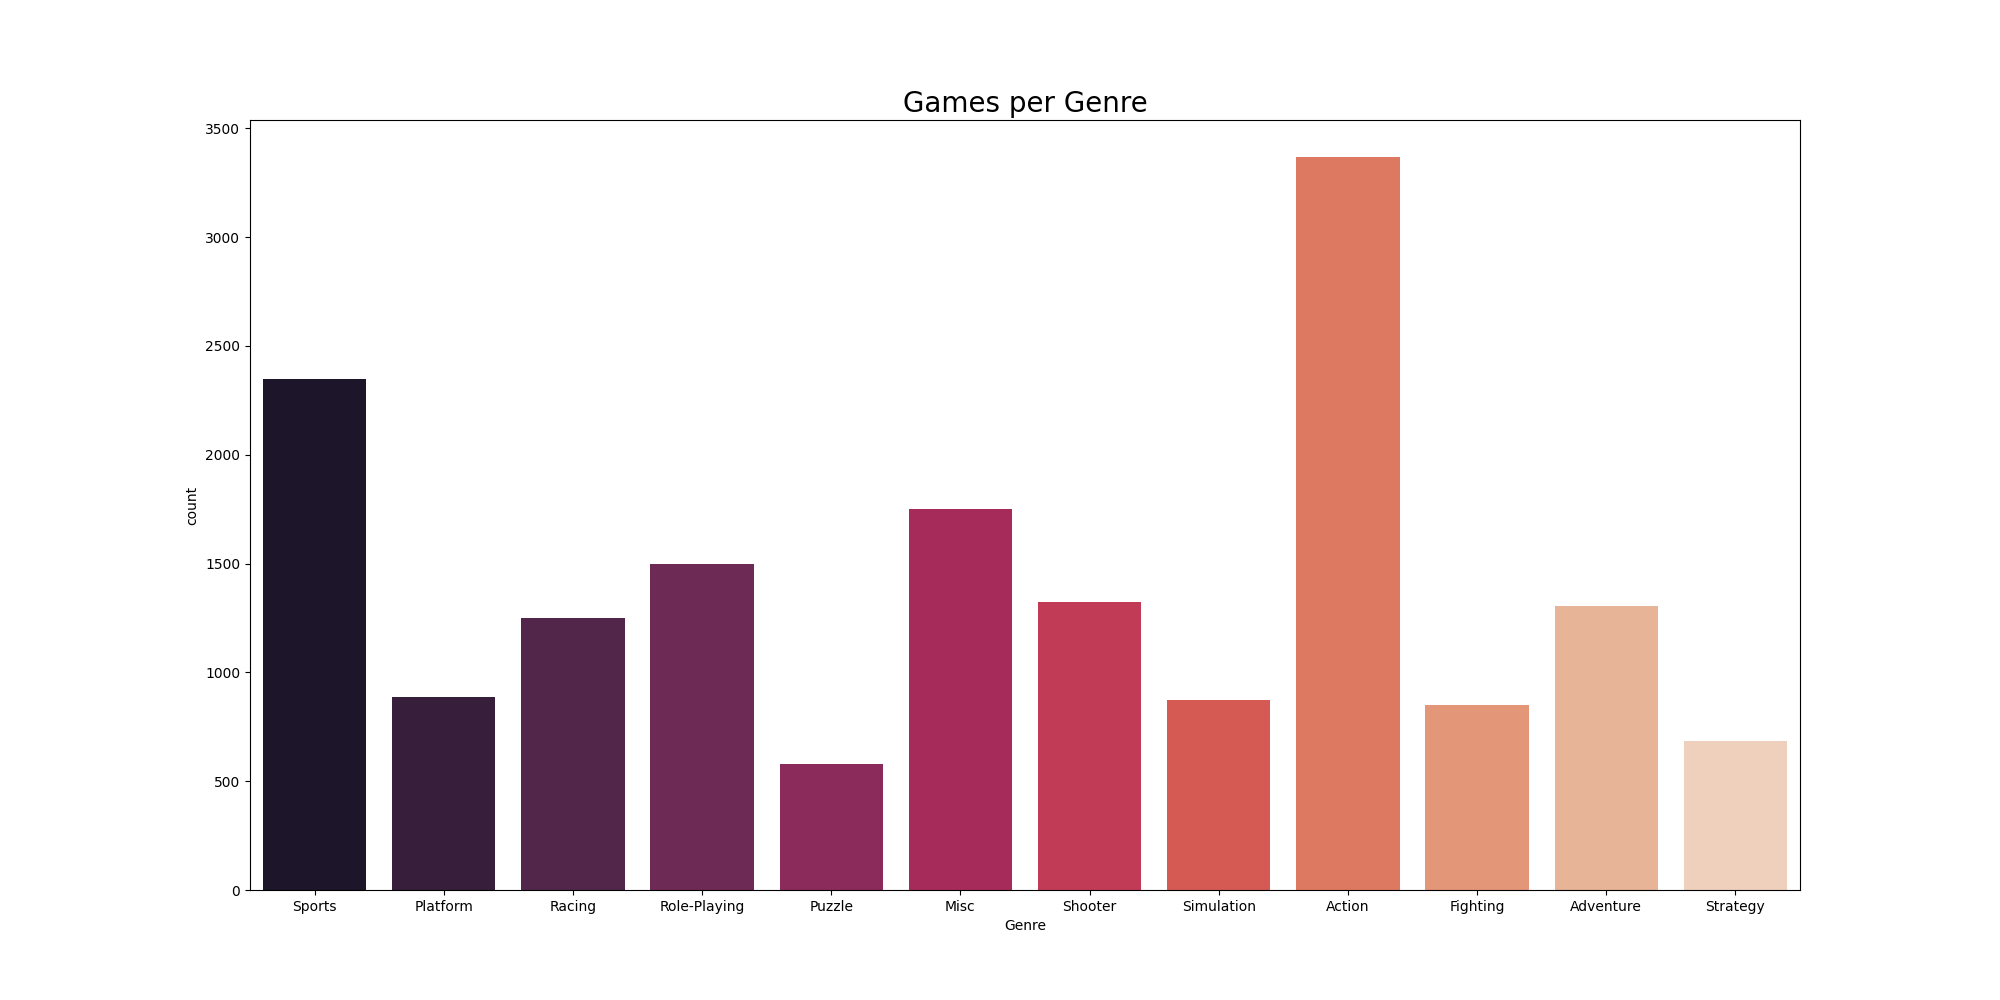 Games per Genre
3500
3000
2500
2000
1500
1000
500
0
count
Sports Platform Racing Role-Playing Puzzle Misc Shooter Simulation Action Fighting Adventure Strategy
Genre